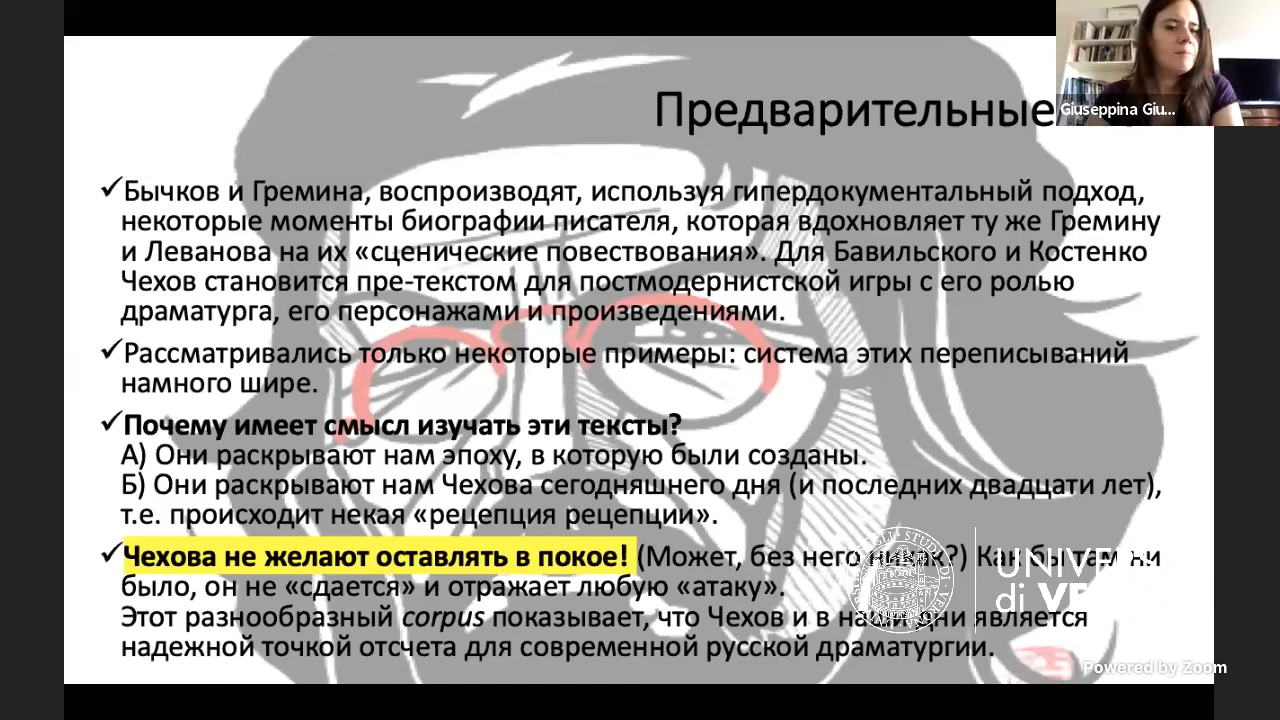 Предварительные
Giuseppina Giu...
✓Бычков и Гремина, воспроизводят, используя гипердокументальный подход,
некоторые моменты биографии писателя, которая вдохновляет ту же Гремину
и Леванова на их «сценические повествования». Для Бавильского и Костенко
Чехов становится пре-текстом для постмодернистской игры с его ролью
драматурга, его персонажами и произведениями.
✓Рассматривались только некоторые примеры: система этих переписываний
намного шире.
✓Почему имеет смысл изучать эти тексты?
А) Они раскрывают нам эпоху, в которую были созданы.
Б) Они раскрывают нам Чехова сегодняшнего дня (и последних двадцати лет),
т.е. происходит некая «рецепция рецепции».
✓Чехова не желают оставлять в покое! (Может, без него никак?) Как бы там ни
было, он не «сдается» и отражает любую «атаку».
Этот разнообразный corpus показывает, что Чехов и в наши дни является
надежной точкой отсчета для современной русской драматургии.
UNIVER
di VE
Powered by Zoom